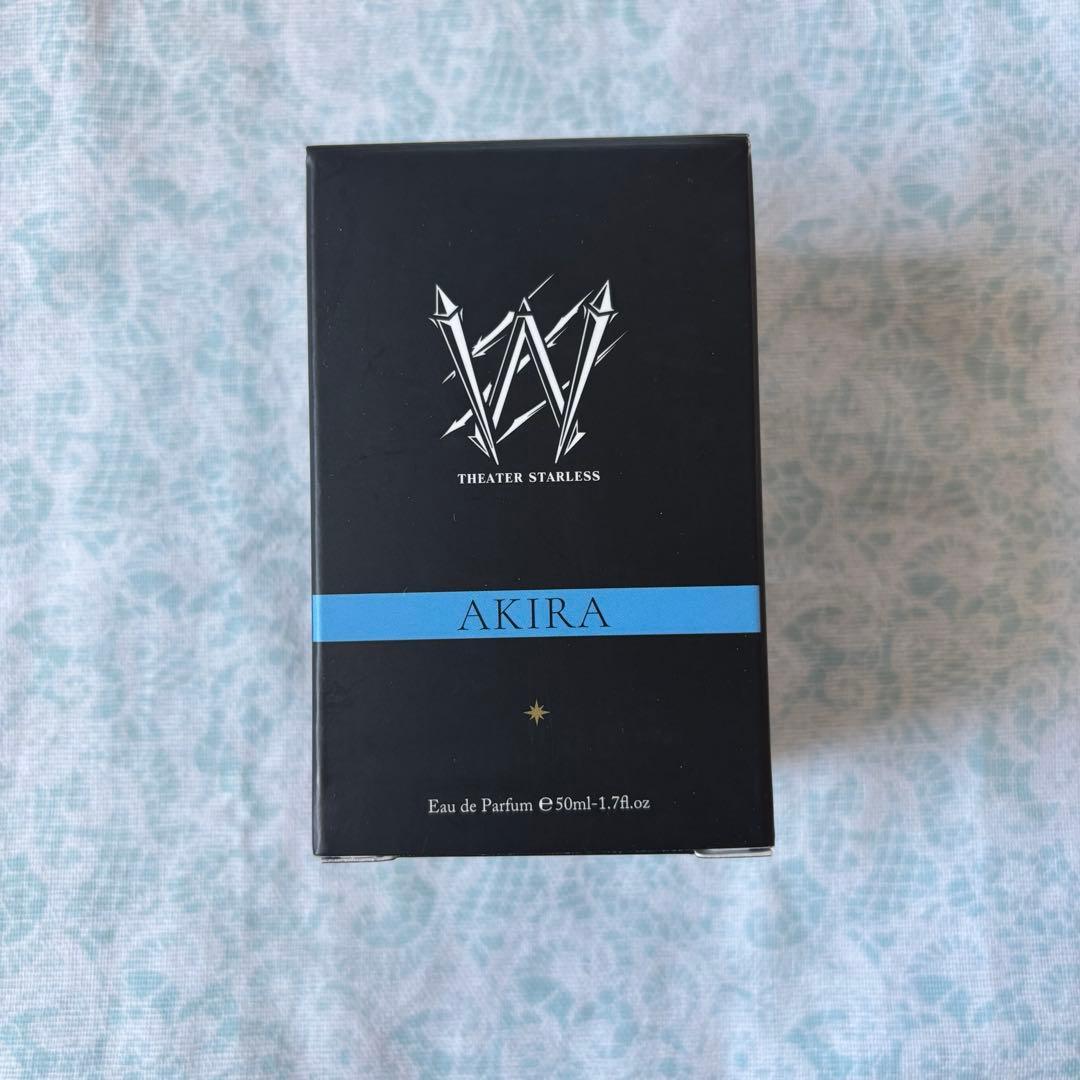 W
THEATER STARLESS
AKIRA
Eau de Parfum ℮50ml-1.7fl.oz